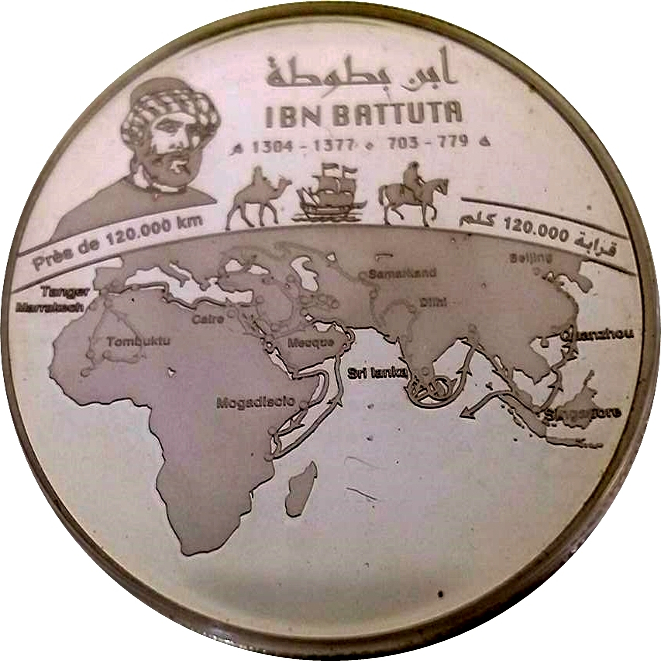 ابن بطوطة
IBN BATTUTA
1304 - 1377 703 - 779
Près de 120.000 km
قرابة 120.000 كلم
Samarkand
Beijing
Tanger
Marrakech
Caire
Dilhi
Quanzhou
Tombuktu
Mecque
Sri lanka
Mogadiscio
Singapore